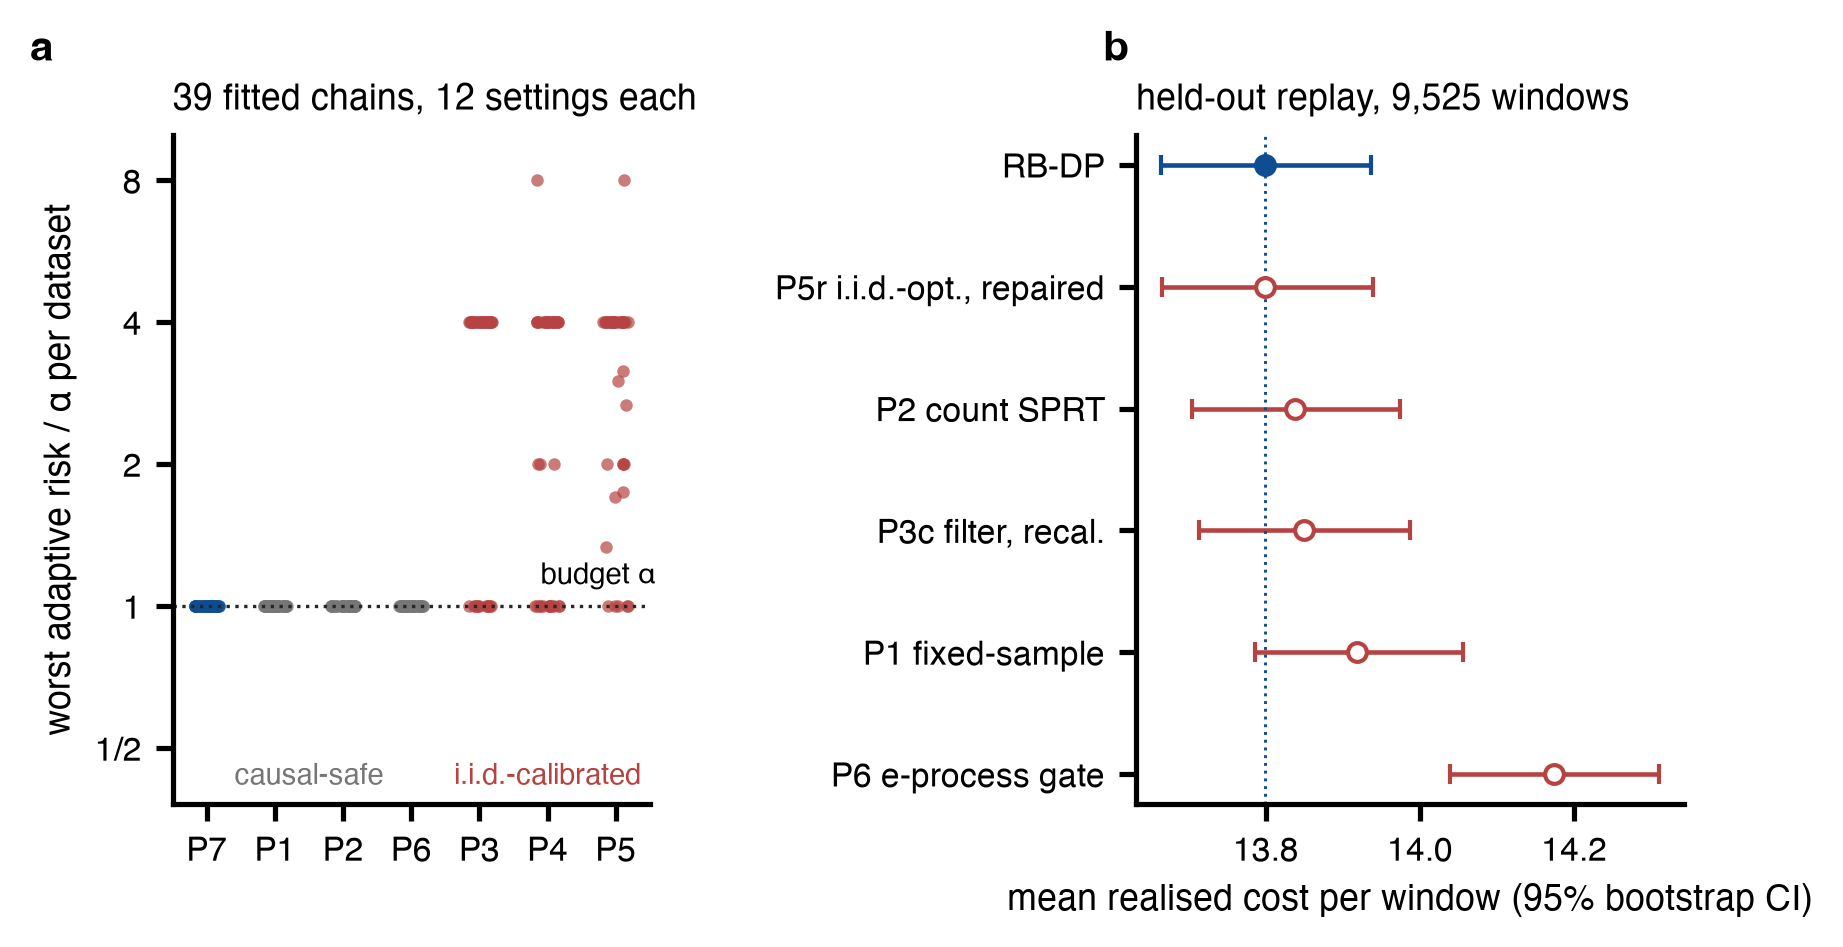 a
39 fitted chains, 12 settings each
worst adaptive risk / α per dataset
8
4
2
1
1/2
budget α
causal-safe
i.i.d.-calibrated
P7
P1
P2
P6
P3
P4
P5
b
held-out replay, 9,525 windows
RB-DP
P5r i.i.d.-opt., repaired
P2 count SPRT
P3c filter, recal.
P1 fixed-sample
P6 e-process gate
13.8
14.0
14.2
mean realised cost per window (95% bootstrap CI)